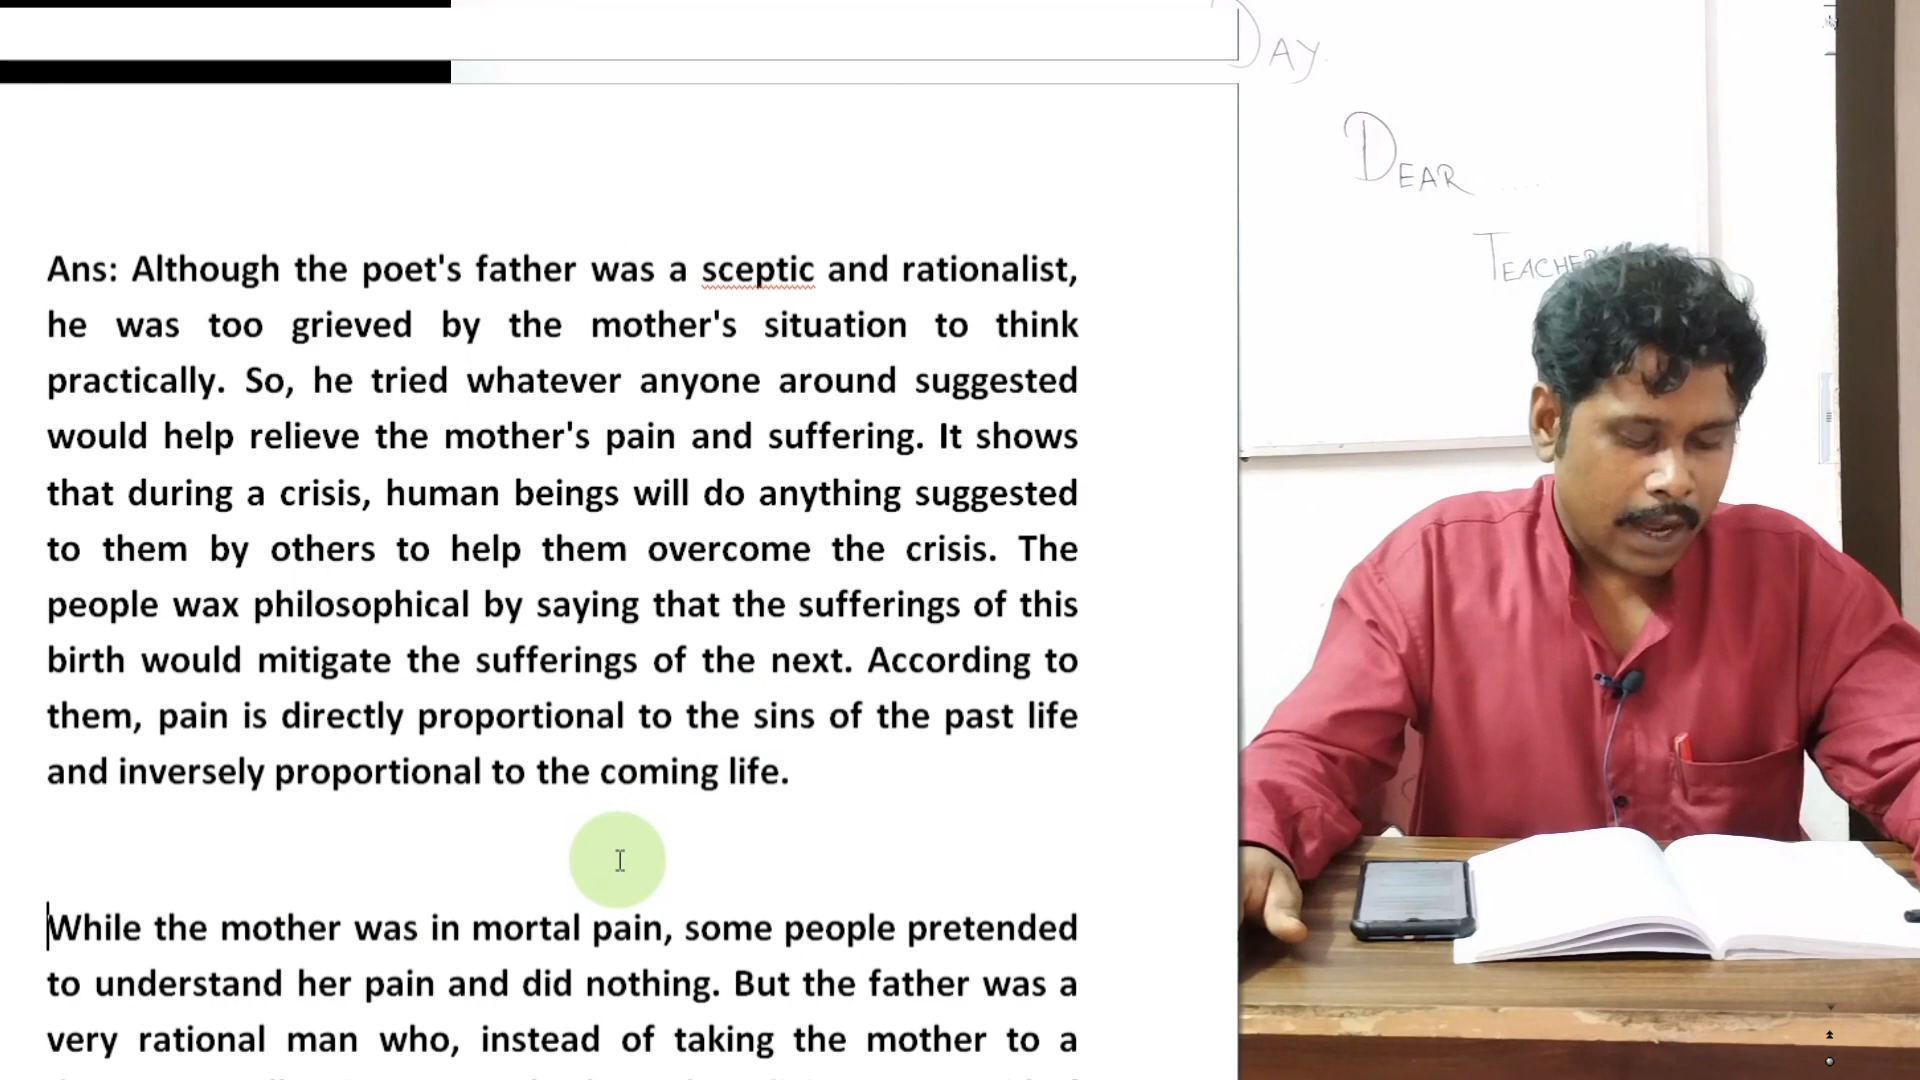 DAY
DEAR ....
TEACHER
Ans: Although the poet's father was a sceptic and rationalist,
he was too grieved by the mother's situation to think
practically. So, he tried whatever anyone around suggested
would help relieve the mother's pain and suffering. It shows
that during a crisis, human beings will do anything suggested
to them by others to help them overcome the crisis. The
people wax philosophical by saying that the sufferings of this
birth would mitigate the sufferings of the next. According to
them, pain is directly proportional to the sins of the past life
and inversely proportional to the coming life.
While the mother was in mortal pain, some people pretended
to understand her pain and did nothing. But the father was a
very rational man who, instead of taking the mother to a